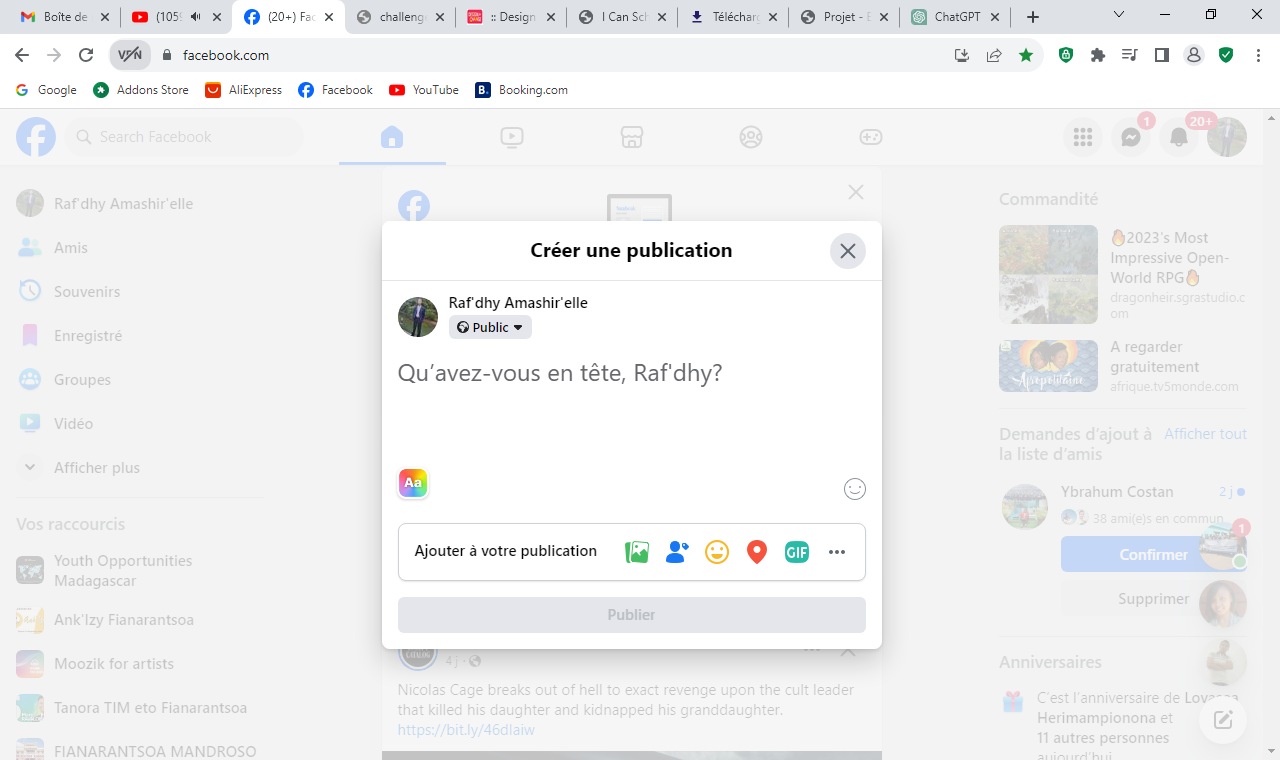 Boîte de
(105
(20+) Fac
challenge
:: Design
I Can Sch
Télécharg
Projet - E
ChatGPT
VPN
facebook.com
Google
Addons Store
AliExpress
Facebook
YouTube
B.
Booking.com
Search Facebook
1
20+
Raf'dhy Amashir'elle
Amis
Souvenirs
Enregistré
Groupes
Vidéo
Afficher plus
Vos raccourcis
Youth Opportunities
Madagascar
Ank'Izy Fianarantsoa
Moozik for artists
Tanora TIM eto Fianarantsoa
FIANARANTSOA MANDROSO
Créer une publication
Raf'dhy Amashir'elle
Public
Qu’avez-vous en tête, Raf'dhy?
Aa
Ajouter à votre publication
GIF
Publier
4 j
Nicolas Cage breaks out of hell to exact revenge upon the cult leader
that killed his daughter and kidnapped his granddaughter.
https://bit.ly/46dIaiw
Commandité
🔥2023's Most
Impressive Open-
World RPG🔥
dragonheir.sgrastudio.c
om
Afropolitaine
A regarder
gratuitement
afrique.tv5monde.com
Demandes d’ajout à
la liste d’amis
Afficher tout
Ybrahum Costan
2 j
38 ami(e)s en commun
Confirmer
1
Supprimer
Anniversaires
C’est l’anniversaire de Lovasoa
Herimampionona et
11 autres personnes
aujourd’hui